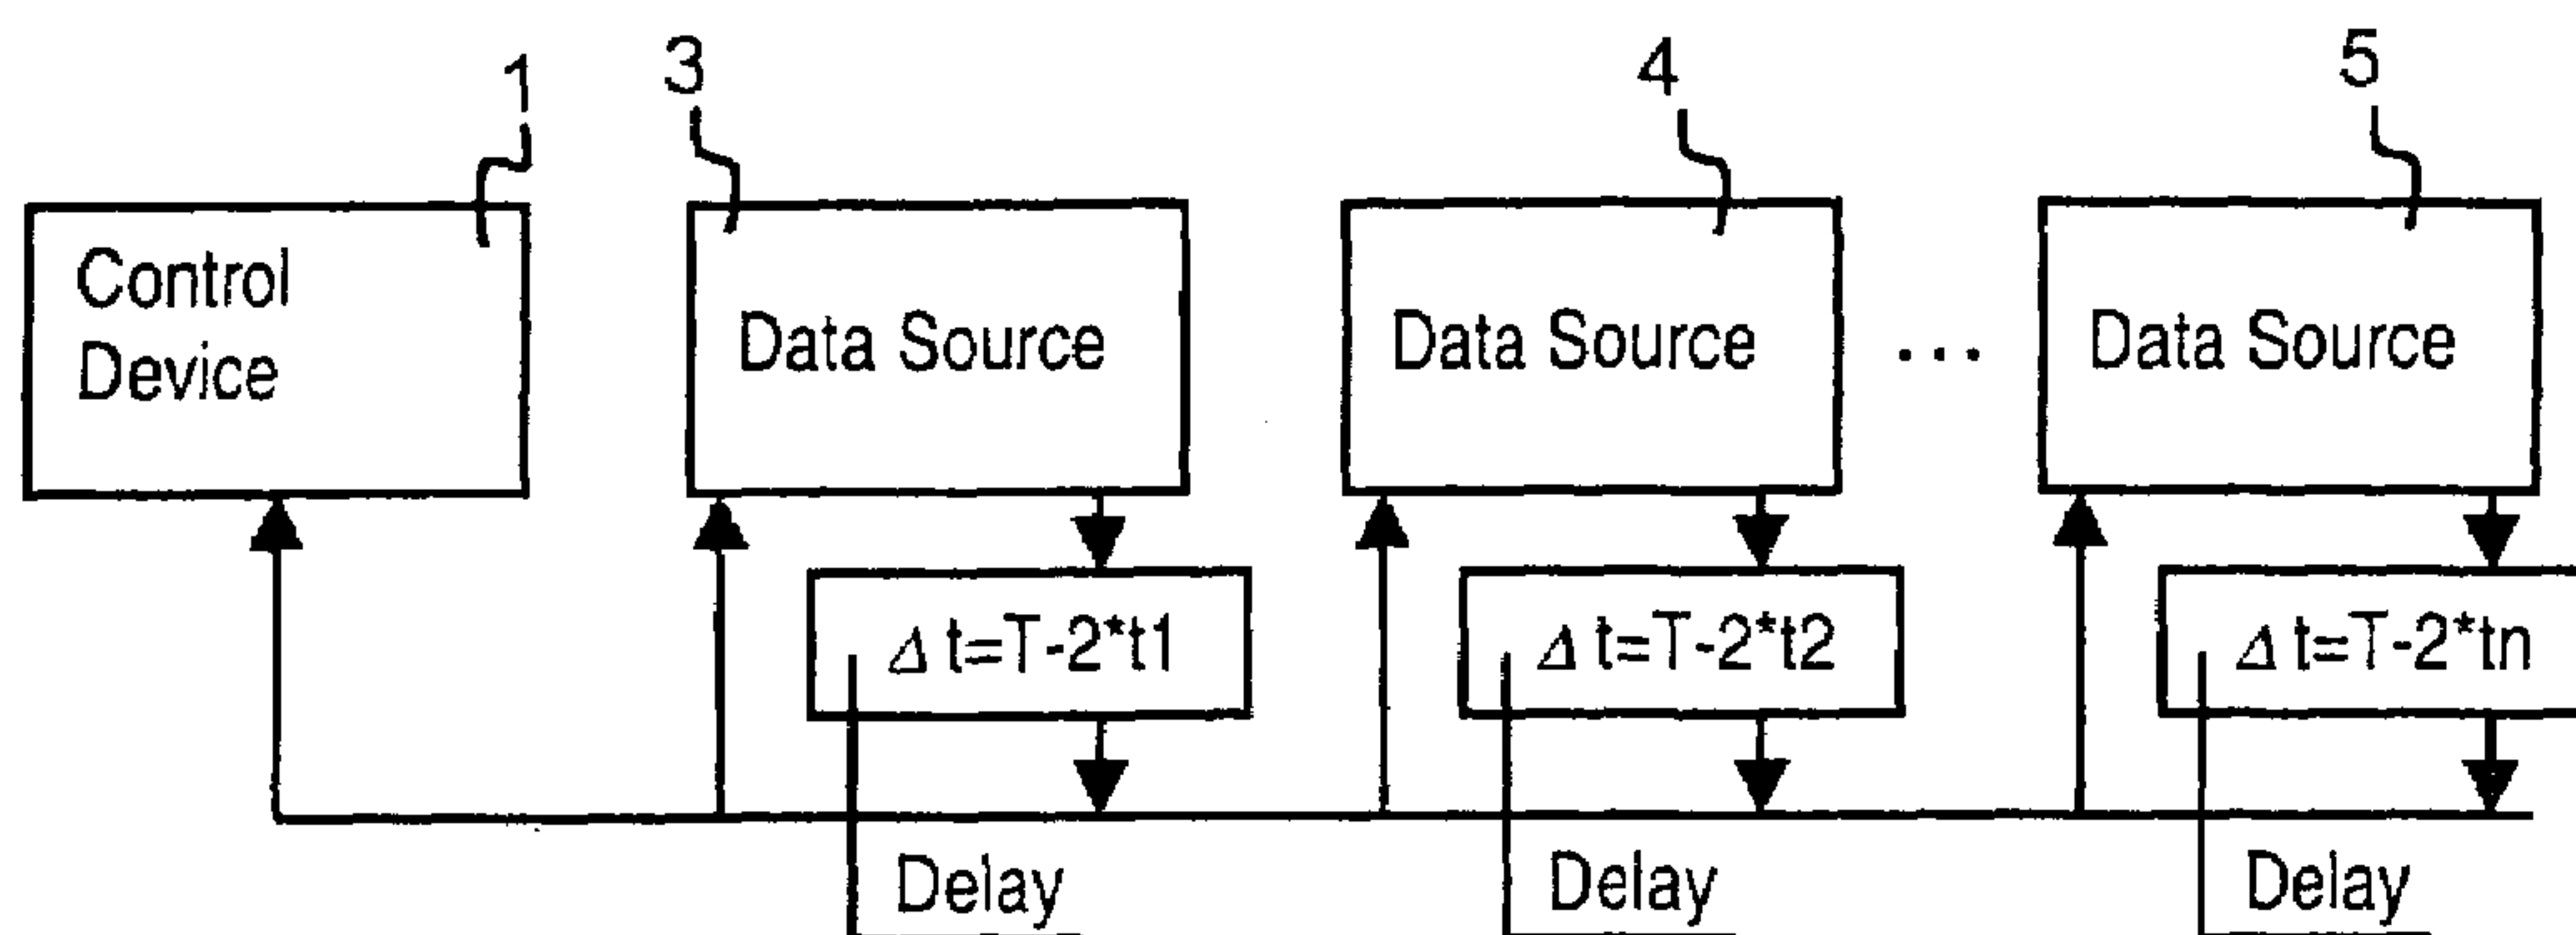 1
3
4
5
Control
Device
Data Source
Data Source
...
Data Source
Δ t=T-2*t1
Δ t=T-2*t2
Δ t=T-2*tn
Delay
Delay
Delay